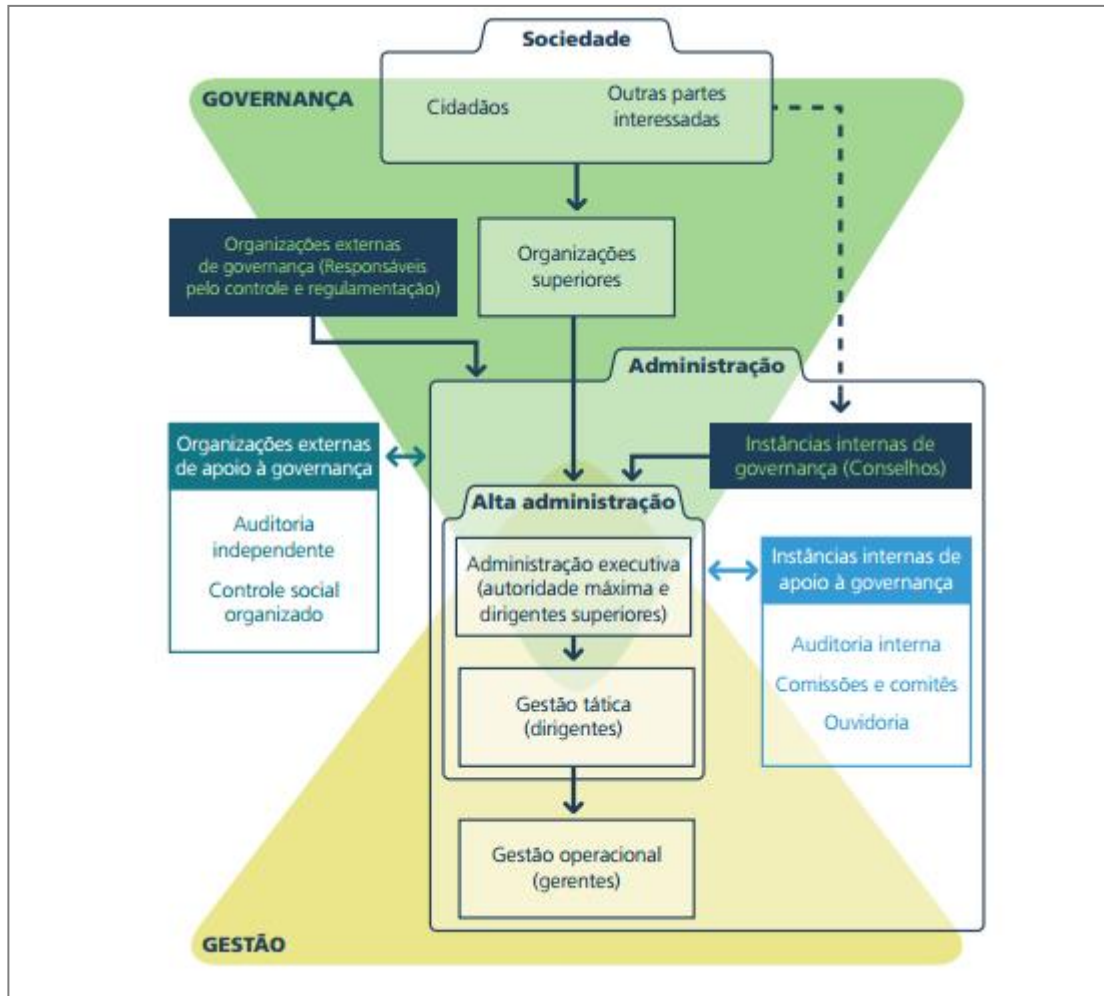 Sociedade
GOVERNANÇA
Cidadãos
Outras partes
interessadas
Organizações externas
de governança (Responsáveis
pelo controle e regulamentação)
Organizações
superiores
Administração
Organizações externas
de apoio à governança
Auditoria
independente
Controle social
organizado
Instâncias internas de
governança (Conselhos)
Alta administração
Administração executiva
(autoridade máxima e
dirigentes superiores)
Instâncias internas de
apoio à governança
Auditoria interna
Comissões e comitês
Ouvidoria
Gestão tática
(dirigentes)
Gestão operacional
(gerentes)
GESTÃO